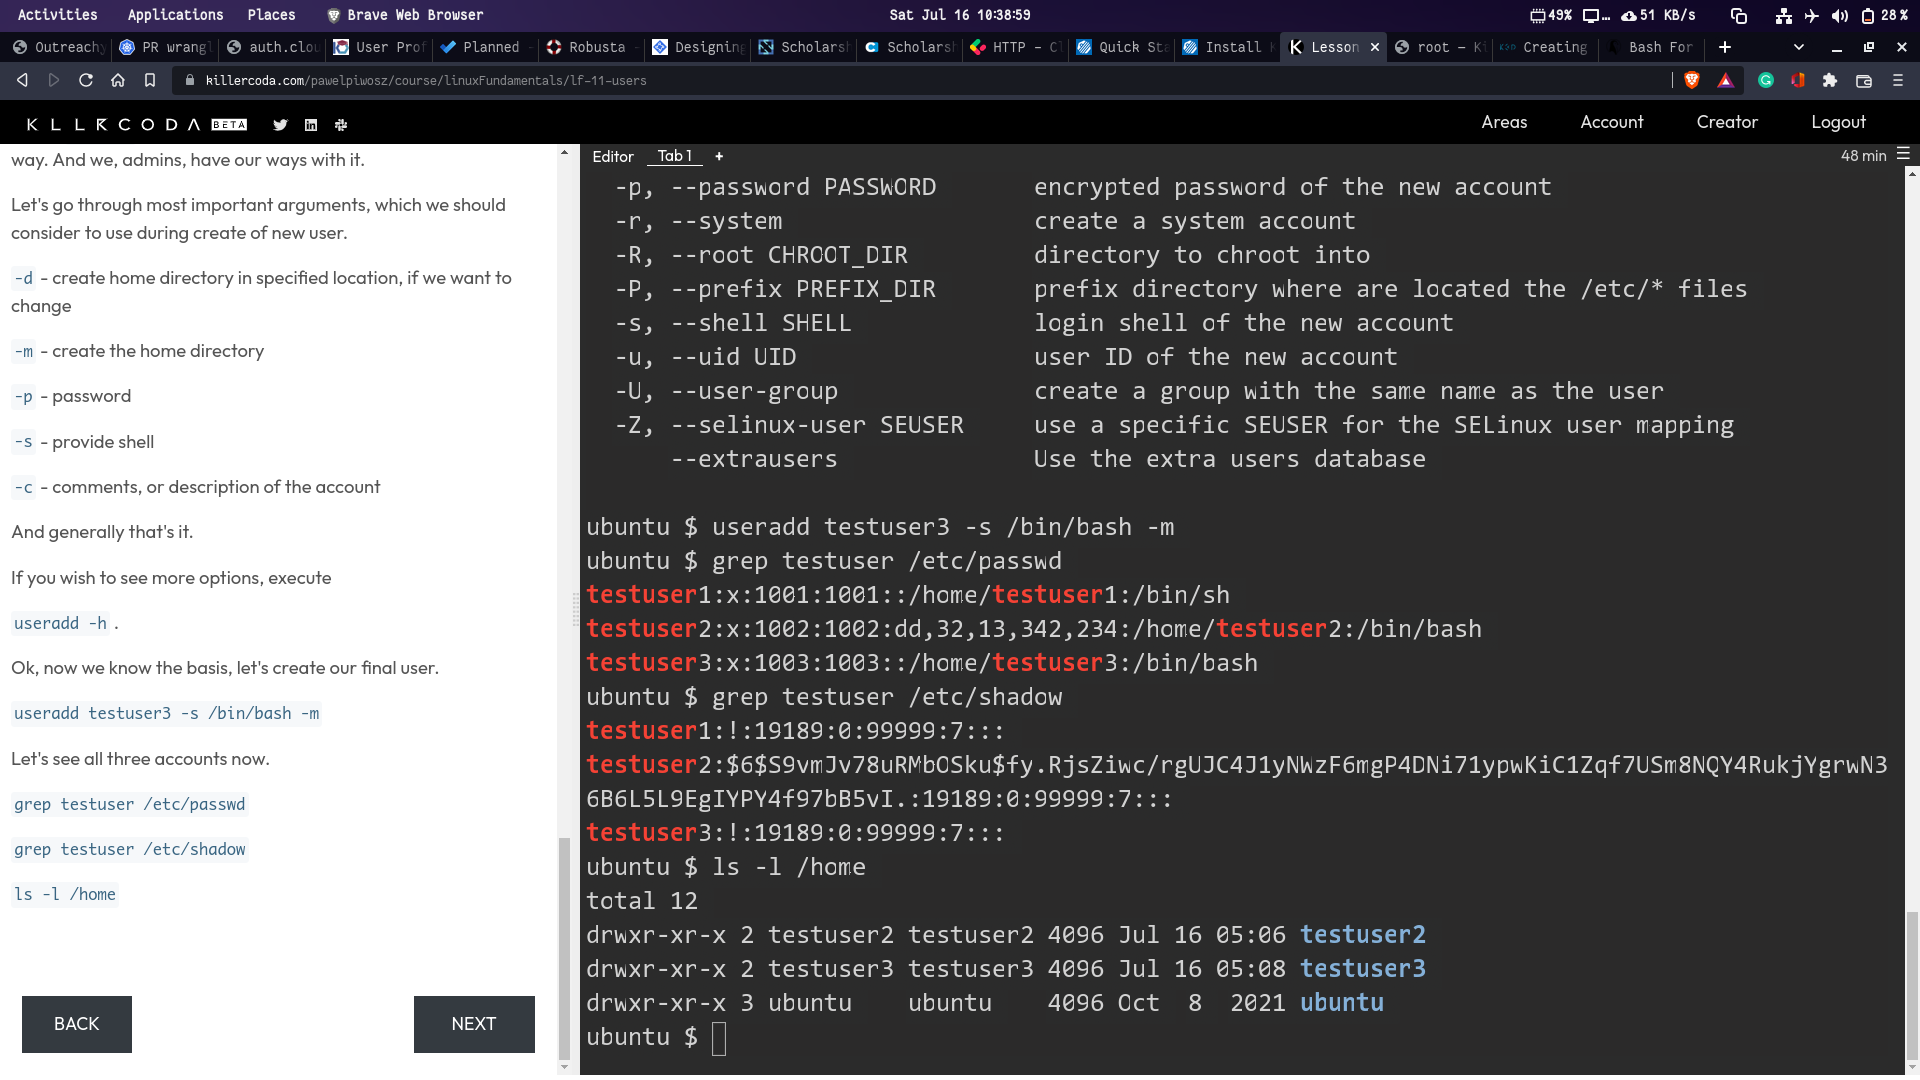 Activities Applications Places Brave Web Browser Sat Jul 16 10:38:59 49% ... 51 KB/s 28 %
Outreachy PR wrangl auth.clou User Prof Planned - Robusta - Designing Scholarsh Scholarsh HTTP - Cl Quick Sta Install K Lesson root - Ki Creating Bash For
killercoda.com/pawelpiwosz/course/linuxFundamentals/lf-11-users
KLLRCODA BETA Areas Account Creator Logout
way. And we, admins, have our ways with it.
Let's go through most important arguments, which we should
consider to use during create of new user.
-d - create home directory in specified location, if we want to
change
-m - create the home directory
-p - password
-s - provide shell
-c - comments, or description of the account
And generally that's it.
If you wish to see more options, execute
useradd -h .
Ok, now we know the basis, let's create our final user.
useradd testuser3 -s /bin/bash -m
Let's see all three accounts now.
grep testuser /etc/passwd
grep testuser /etc/shadow
ls -l /home
BACK NEXT
Editor Tab 1 + 48 min
-p, --password PASSWORD encrypted password of the new account
-r, --system create a system account
-R, --root CHROOT_DIR directory to chroot into
-P, --prefix PREFIX_DIR prefix directory where are located the /etc/* files
-s, --shell SHELL login shell of the new account
-u, --uid UID user ID of the new account
-U, --user-group create a group with the same name as the user
-Z, --selinux-user SEUSER use a specific SEUSER for the SELinux user mapping
--extrausers Use the extra users database
ubuntu $ useradd testuser3 -s /bin/bash -m
ubuntu $ grep testuser /etc/passwd
testuser1:x:1001:1001::/home/testuser1:/bin/sh
testuser2:x:1002:1002:dd,32,13,342,234:/home/testuser2:/bin/bash
testuser3:x:1003:1003::/home/testuser3:/bin/bash
ubuntu $ grep testuser /etc/shadow
testuser1:!:19189:0:99999:7:::
testuser2:$6$S9vmJv78uRMbOSku$fy.RjsZiwc/rgUJC4J1yNWzF6mgP4DNi71ypwKiC1Zqf7USm8NQY4RukjYgrwN3
6B6L5L9EgIYPY4f97bB5vI.:19189:0:99999:7:::
testuser3:!:19189:0:99999:7:::
ubuntu $ ls -l /home
total 12
drwxr-xr-x 2 testuser2 testuser2 4096 Jul 16 05:06 testuser2
drwxr-xr-x 2 testuser3 testuser3 4096 Jul 16 05:08 testuser3
drwxr-xr-x 3 ubuntu ubuntu 4096 Oct 8 2021 ubuntu
ubuntu $